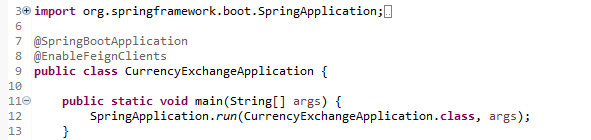 3 import org.springframework.boot.SpringApplication;
6
7 @SpringBootApplication
8 @EnableFeignClients
9 public class CurrencyExchangeApplication {
10
11 public static void main(String[] args) {
12 SpringApplication.run(CurrencyExchangeApplication.class, args);
13 }